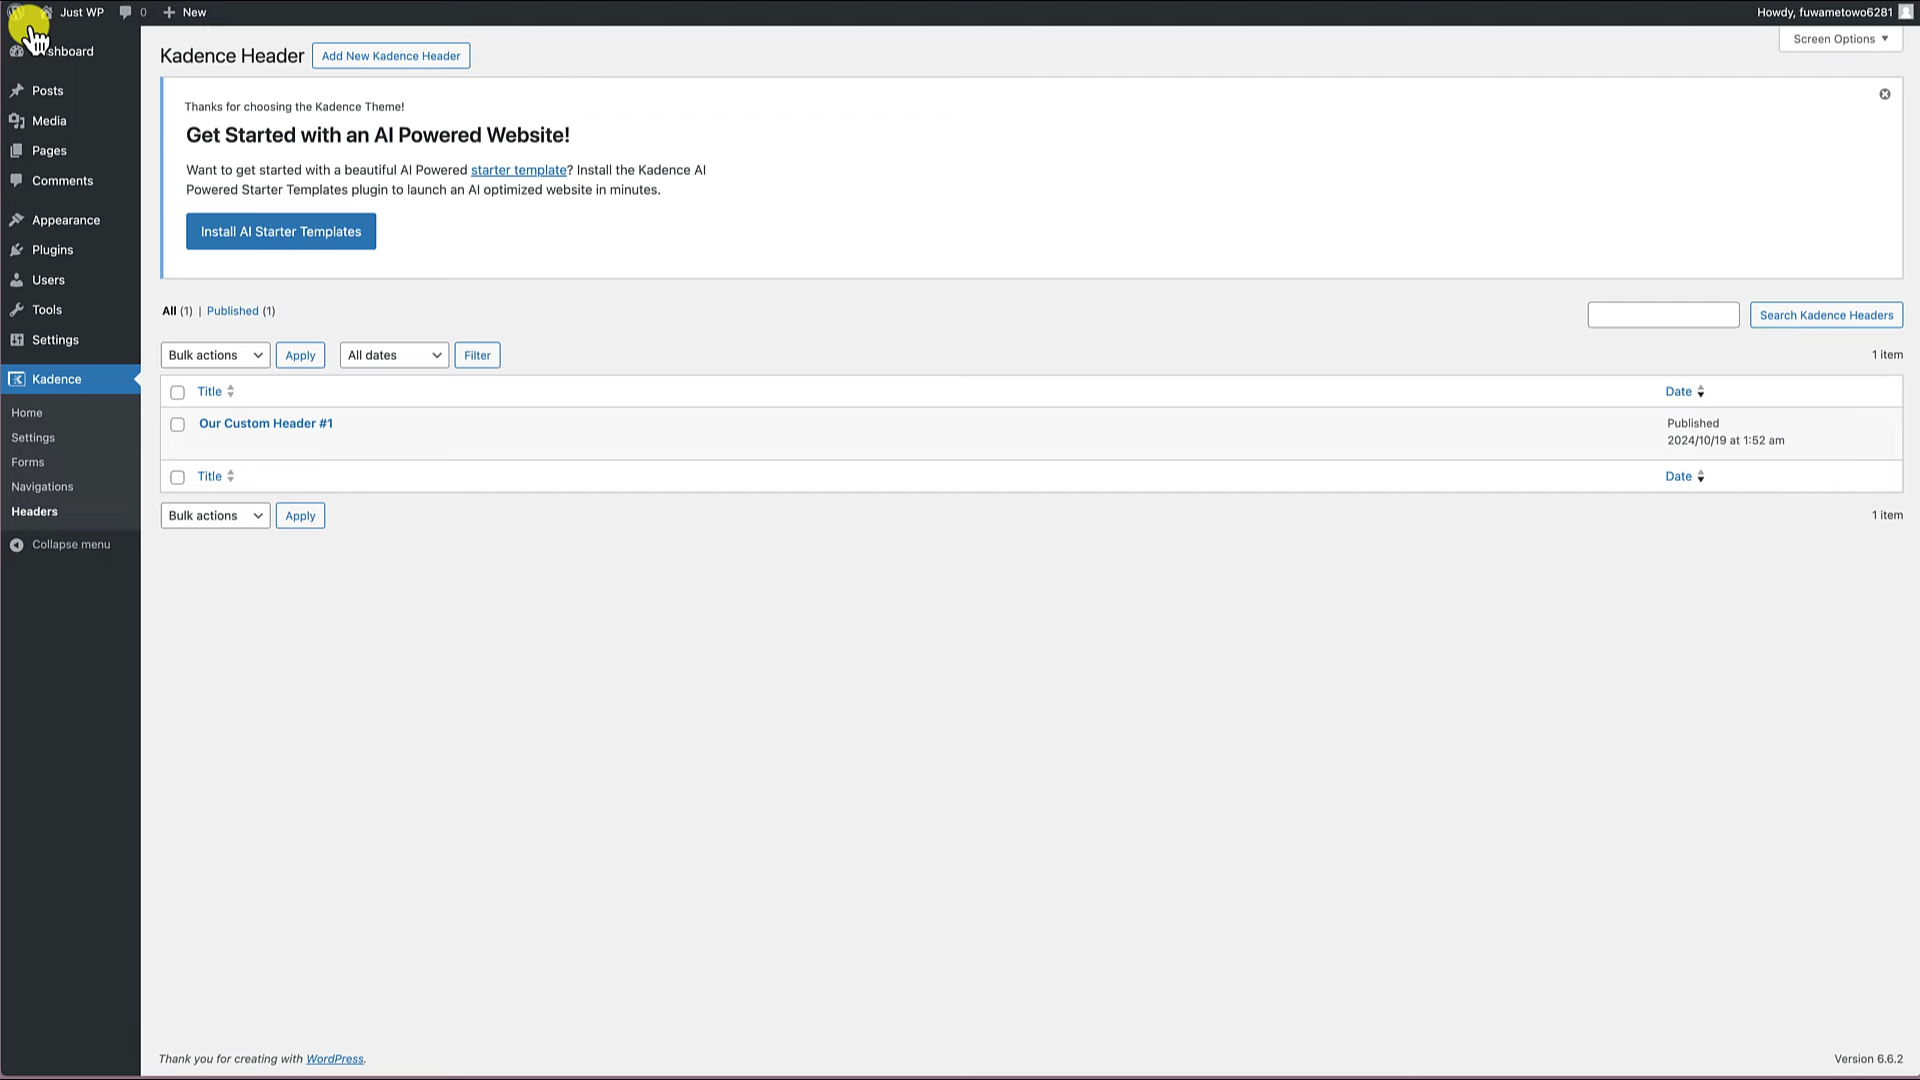 Just WP 0 New Howdy, fuwametowo6281
shboard
Posts
Media
Pages
Comments
Appearance
Plugins
Users
Tools
Settings
Kadence
Home
Settings
Forms
Navigations
Headers
Collapse menu
Screen Options
Kadence Header Add New Kadence Header
Thanks for choosing the Kadence Theme!
Get Started with an AI Powered Website!
Want to get started with a beautiful AI Powered starter template? Install the Kadence AI
Powered Starter Templates plugin to launch an AI optimized website in minutes.
Install AI Starter Templates
All (1) | Published (1)
Search Kadence Headers
Bulk actions Apply All dates Filter 1 item
Title Date
Our Custom Header #1 Published
2024/10/19 at 1:52 am
Title Date
Bulk actions Apply 1 item
Thank you for creating with WordPress. Version 6.6.2